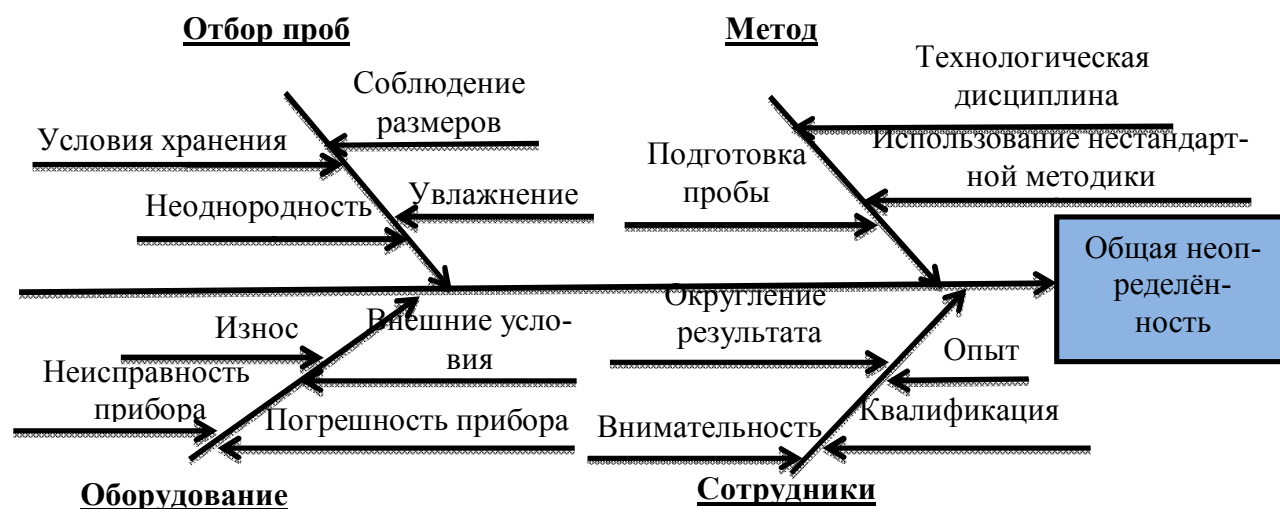 Отбор проб
Метод
Соблюдение
размеров
Условия хранения
Неоднородность
Увлажнение
Технологическая
дисциплина
Подготовка
пробы
Использование нестандарт-
ной методики
Общая неоп-
ределён-
ность
Износ
Внешние усло-
вия
Неисправность
прибора
Погрешность прибора
Округление
результата
Опыт
Внимательность
Квалификация
Оборудование
Сотрудники